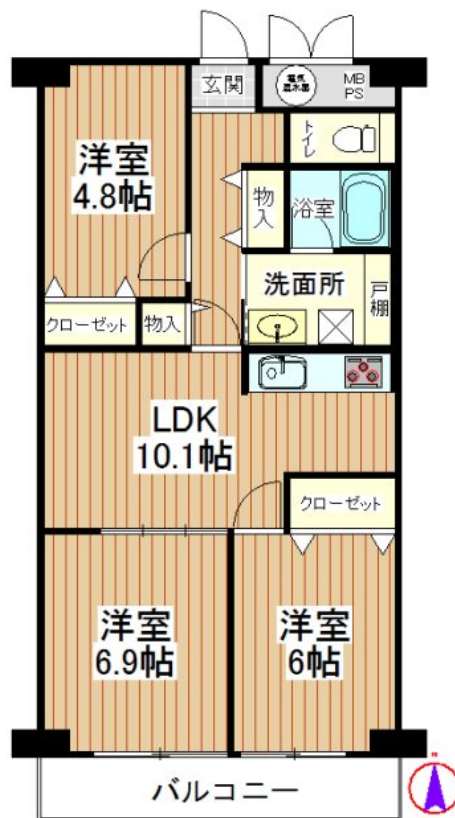 玄関
電気
温水器
MB
PS
トイレ
洋室
4.8帖
物入
浴室
洗面所
戸棚
クローゼット
物入
LDK
10.1帖
クローゼット
洋室
6.9帖
洋室
6帖
バルコニー
N